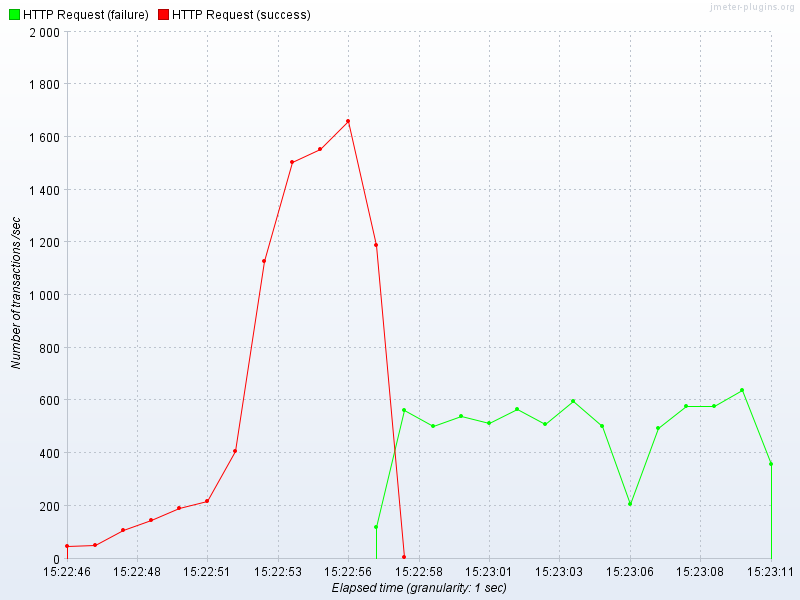 jmeter-plugins.org
HTTP Request (failure) HTTP Request (success)
2 000
1 800
1 600
1 400
1 200
1 000
800
600
400
200
0
Number of transactions /sec
15:22:46 15:22:48 15:22:51 15:22:53 15:22:56 15:22:58 15:23:01 15:23:03 15:23:06 15:23:08 15:23:11
Elapsed time (granularity: 1 sec)